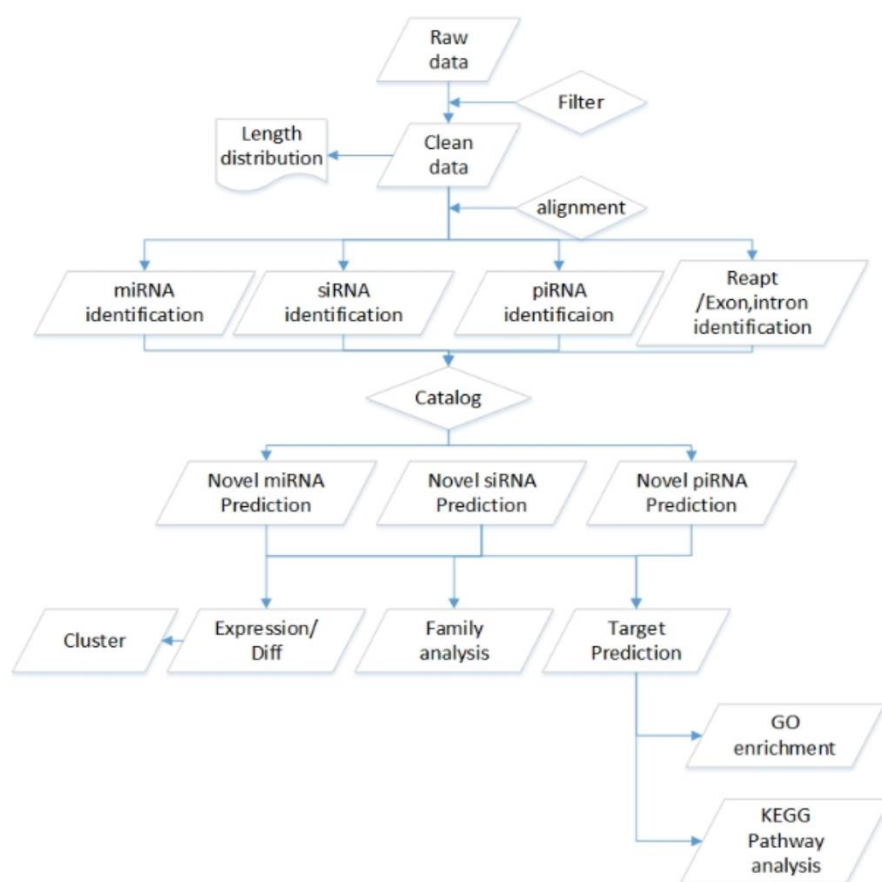 Raw
data
Filter
Length
distribution
Clean
data
alignment
miRNA
identification
siRNA
identification
piRNA
identificaion
Reapt
/Exon,intron
identification
Catalog
Novel miRNA
Prediction
Novel siRNA
Prediction
Novel piRNA
Prediction
Cluster
Expression/
Diff
Family
analysis
Target
Prediction
GO
enrichment
KEGG
Pathway
analysis